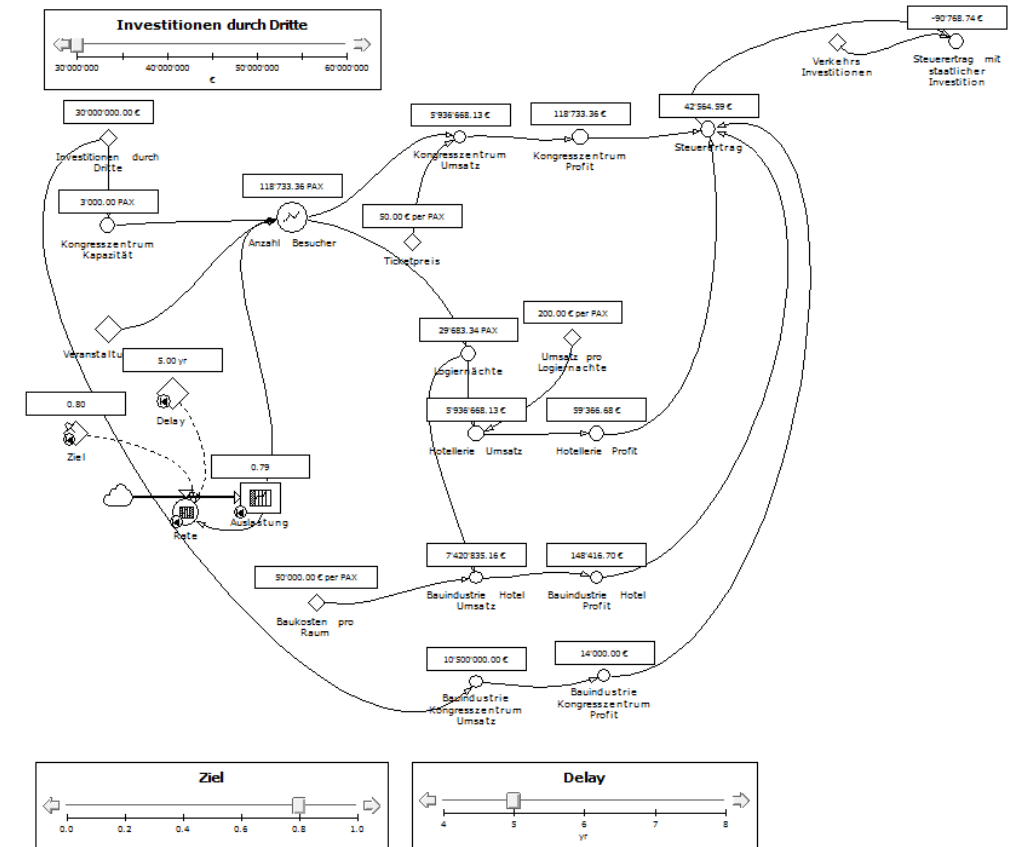 Investitionen durch Dritte
30'000'000
40'000'000
50'000'000
60'000'000
€
-90'768.74 €
Verkehrs
Investitionen
Steuerertrag mit
staatlicher
Investition
30'000'000.00 €
Investitionen durch
Dritte
5'936'668.13 €
Kongresszentrum
Umsatz
118'733.36 €
Kongresszentrum
Profit
42'564.59 €
Steuerertrag
3'000.00 PAX
Kongresszentrum
Kapazität
118'733.36 PAX
Anzahl Besucher
50.00 € per PAX
Ticketpreis
29'683.34 PAX
Logiernächte
200.00 € per PAX
Umsatz pro
Logiernachte
5.00 yr
Delay
0.80
Ziel
5'936'668.13 €
Hotellerie Umsatz
59'366.68 €
Hotellerie Profit
0.79
Auslastung
Rate
7'420'835.16 €
Bauindustrie Hotel
Umsatz
148'416.70 €
Bauindustrie Hotel
Profit
50'000.00 € per PAX
Baukosten pro
Raum
10'500'000.00 €
Bauindustrie
Kongresszentrum
Umsatz
14'000.00 €
Bauindustrie
Kongresszentrum
Profit
Ziel
0.0
0.2
0.4
0.6
0.8
1.0
Delay
4
5
6
7
8
yr